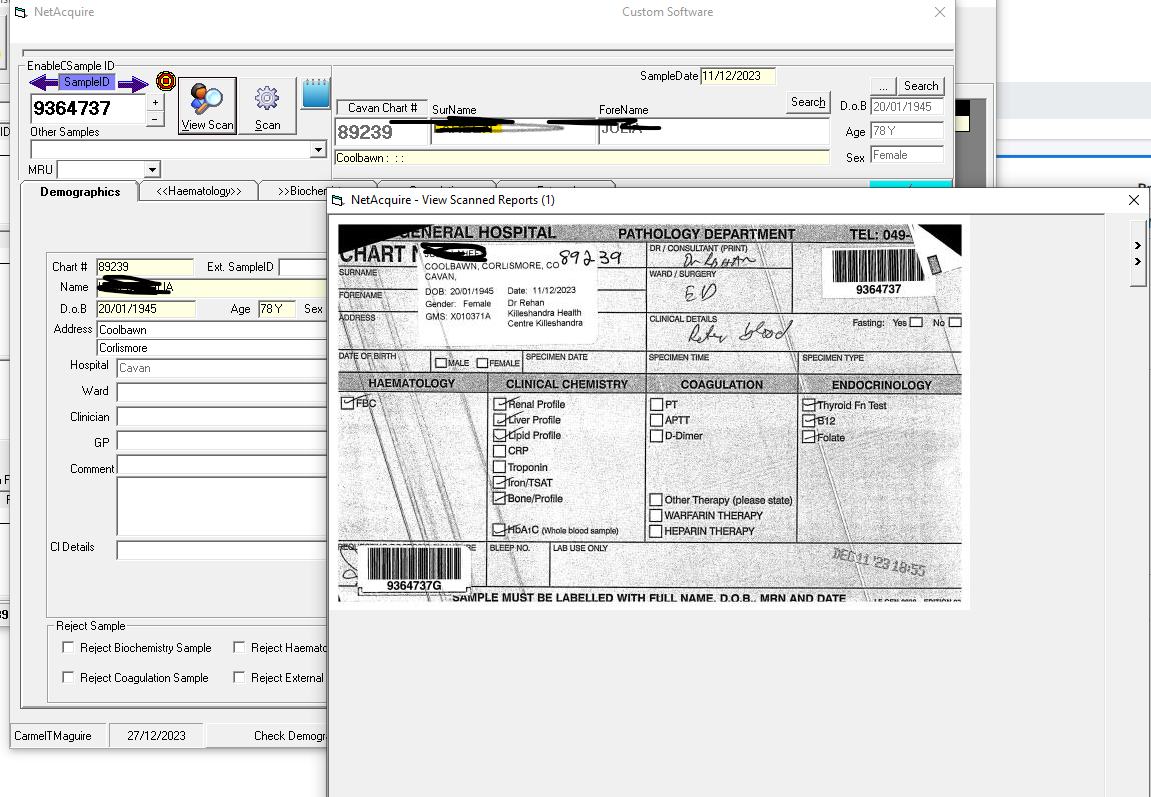 NetAcquire Custom Software
EnableCSample ID
SampleID
9364737
+
-
Other Samples
MRU
View Scan
Scan
Cavan Chart #
89239
SurName
ForeName
Search
SampleDate 11/12/2023
... Search
D.o.B 20/01/1945
Age 78 Y
Sex Female
Coolbawn : : :
Demographics
<<Haematology>>
>>Biocher
Chart # 89239 Ext. SampleID
Name
D.o.B 20/01/1945 Age 78 Y Sex
Address Coolbawn
Corlismore
Hospital Cavan
Ward
Clinician
GP
Comment
Cl Details
Reject Sample
Reject Biochemistry Sample
Reject Haemato
Reject Coagulation Sample
Reject External
CarmelTMaguire 27/12/2023 Check Demogra
NetAcquire - View Scanned Reports (1)
GENERAL HOSPITAL PATHOLOGY DEPARTMENT TEL: 049-
CHART
89239
SURNAME
FORENAME
ADDRESS
COOLBAWN, CORLISMORE, CO
CAVAN,
DOB: 20/01/1945 Date: 11/12/2023
Gender: Female Dr Rehan
GMS: X010371A Killeshandra Health
Centre Killeshandra
DR / CONSULTANT (PRINT)
WARD / SURGERY
ED
CLINICAL DETAILS
blood
9364737
Fasting: Yes No
DATE OF BIRTH
MALE FEMALE
SPECIMEN DATE
SPECIMEN TIME
SPECIMEN TYPE
HAEMATOLOGY
FBC
CLINICAL CHEMISTRY
Renal Profile
Liver Profile
Lipid Profile
CRP
Troponin
Iron/TSAT
Bone/Profile
HbA1C (Whole blood sample)
COAGULATION
PT
APTT
D-Dimer
Other Therapy (please state)
WARFARIN THERAPY
HEPARIN THERAPY
ENDOCRINOLOGY
Thyroid Fn Test
B12
Folate
9364737G
BLEEP NO.
LAB USE ONLY
DEC 11 '23 18:55
SAMPLE MUST BE LABELLED WITH FULL NAME, D.O.B., MRN AND DATE